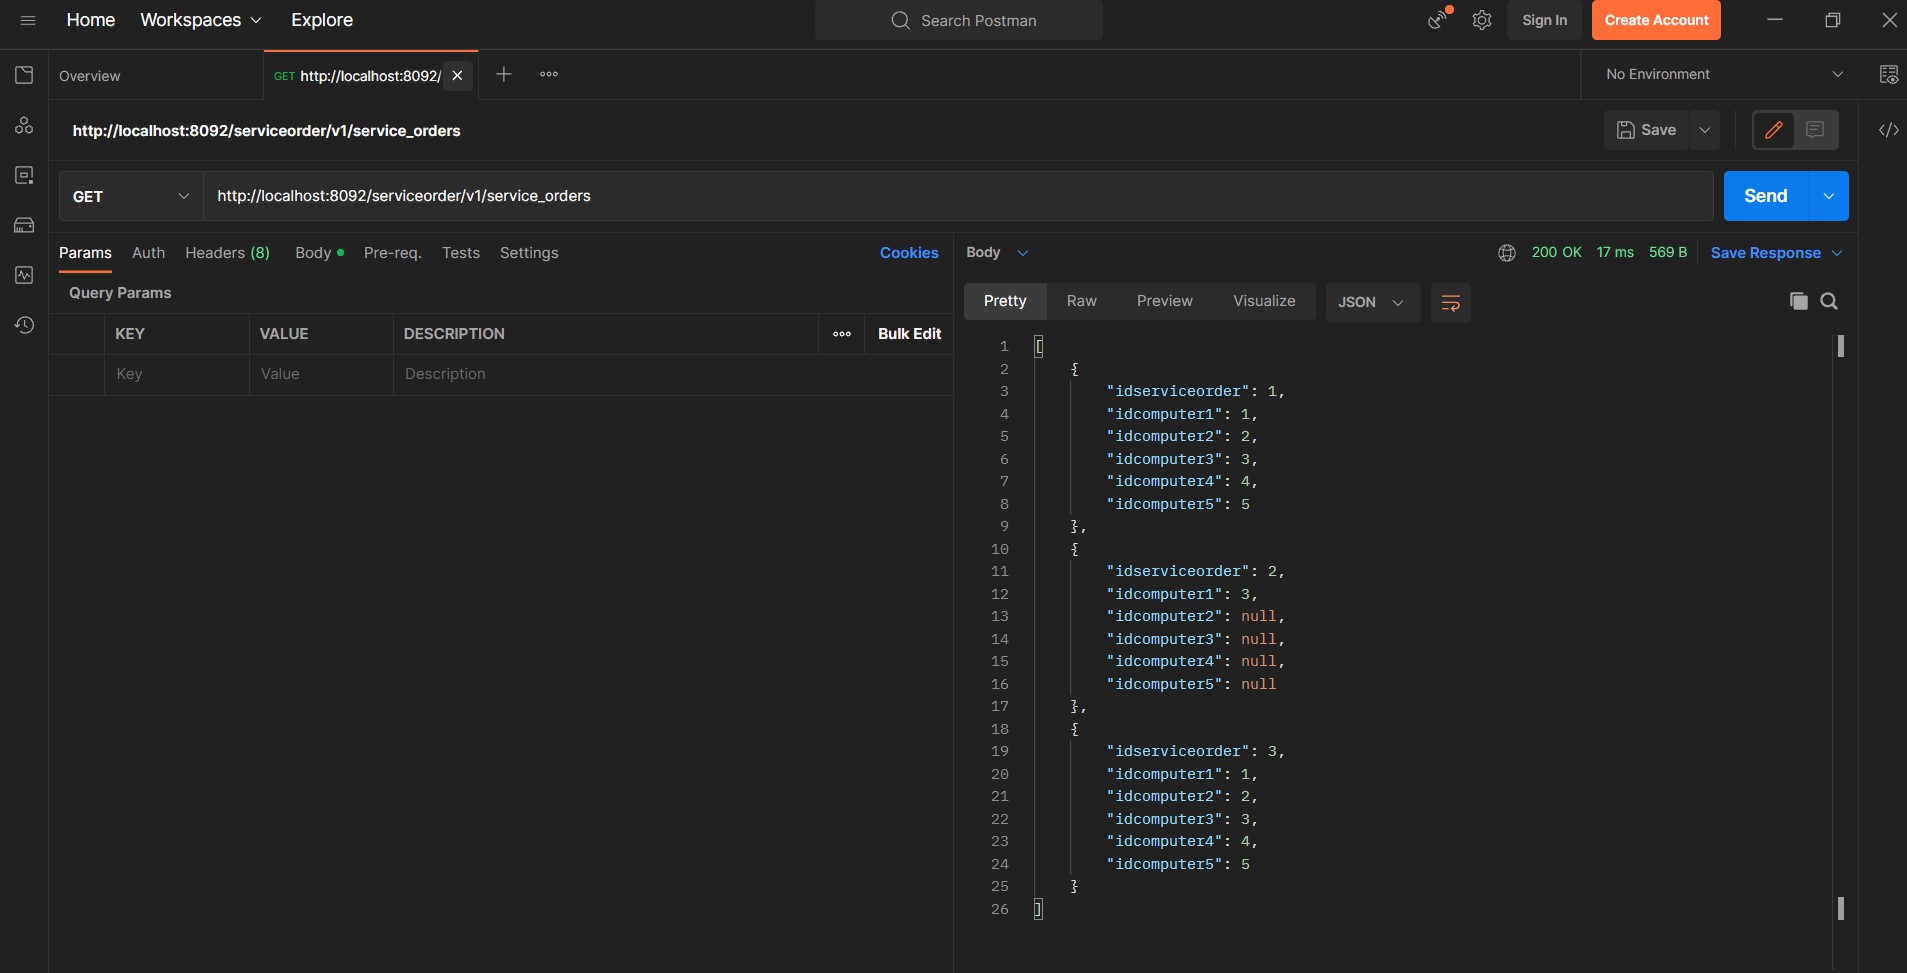 Home Workspaces Explore Search Postman Sign In Create Account
Overview GET http://localhost:8092/ No Environment
http://localhost:8092/serviceorder/v1/service_orders Save
GET http://localhost:8092/serviceorder/v1/service_orders Send
Params Auth Headers (8) Body Pre-req. Tests Settings Cookies
Query Params
KEY VALUE DESCRIPTION Bulk Edit
Key Value Description
Body 200 OK 17 ms 569 B Save Response
Pretty Raw Preview Visualize JSON
1 [
2 {
3 "idserviceorder": 1,
4 "idcomputer1": 1,
5 "idcomputer2": 2,
6 "idcomputer3": 3,
7 "idcomputer4": 4,
8 "idcomputer5": 5
9 },
10 {
11 "idserviceorder": 2,
12 "idcomputer1": 3,
13 "idcomputer2": null,
14 "idcomputer3": null,
15 "idcomputer4": null,
16 "idcomputer5": null
17 },
18 {
19 "idserviceorder": 3,
20 "idcomputer1": 1,
21 "idcomputer2": 2,
22 "idcomputer3": 3,
23 "idcomputer4": 4,
24 "idcomputer5": 5
25 }
26 ]